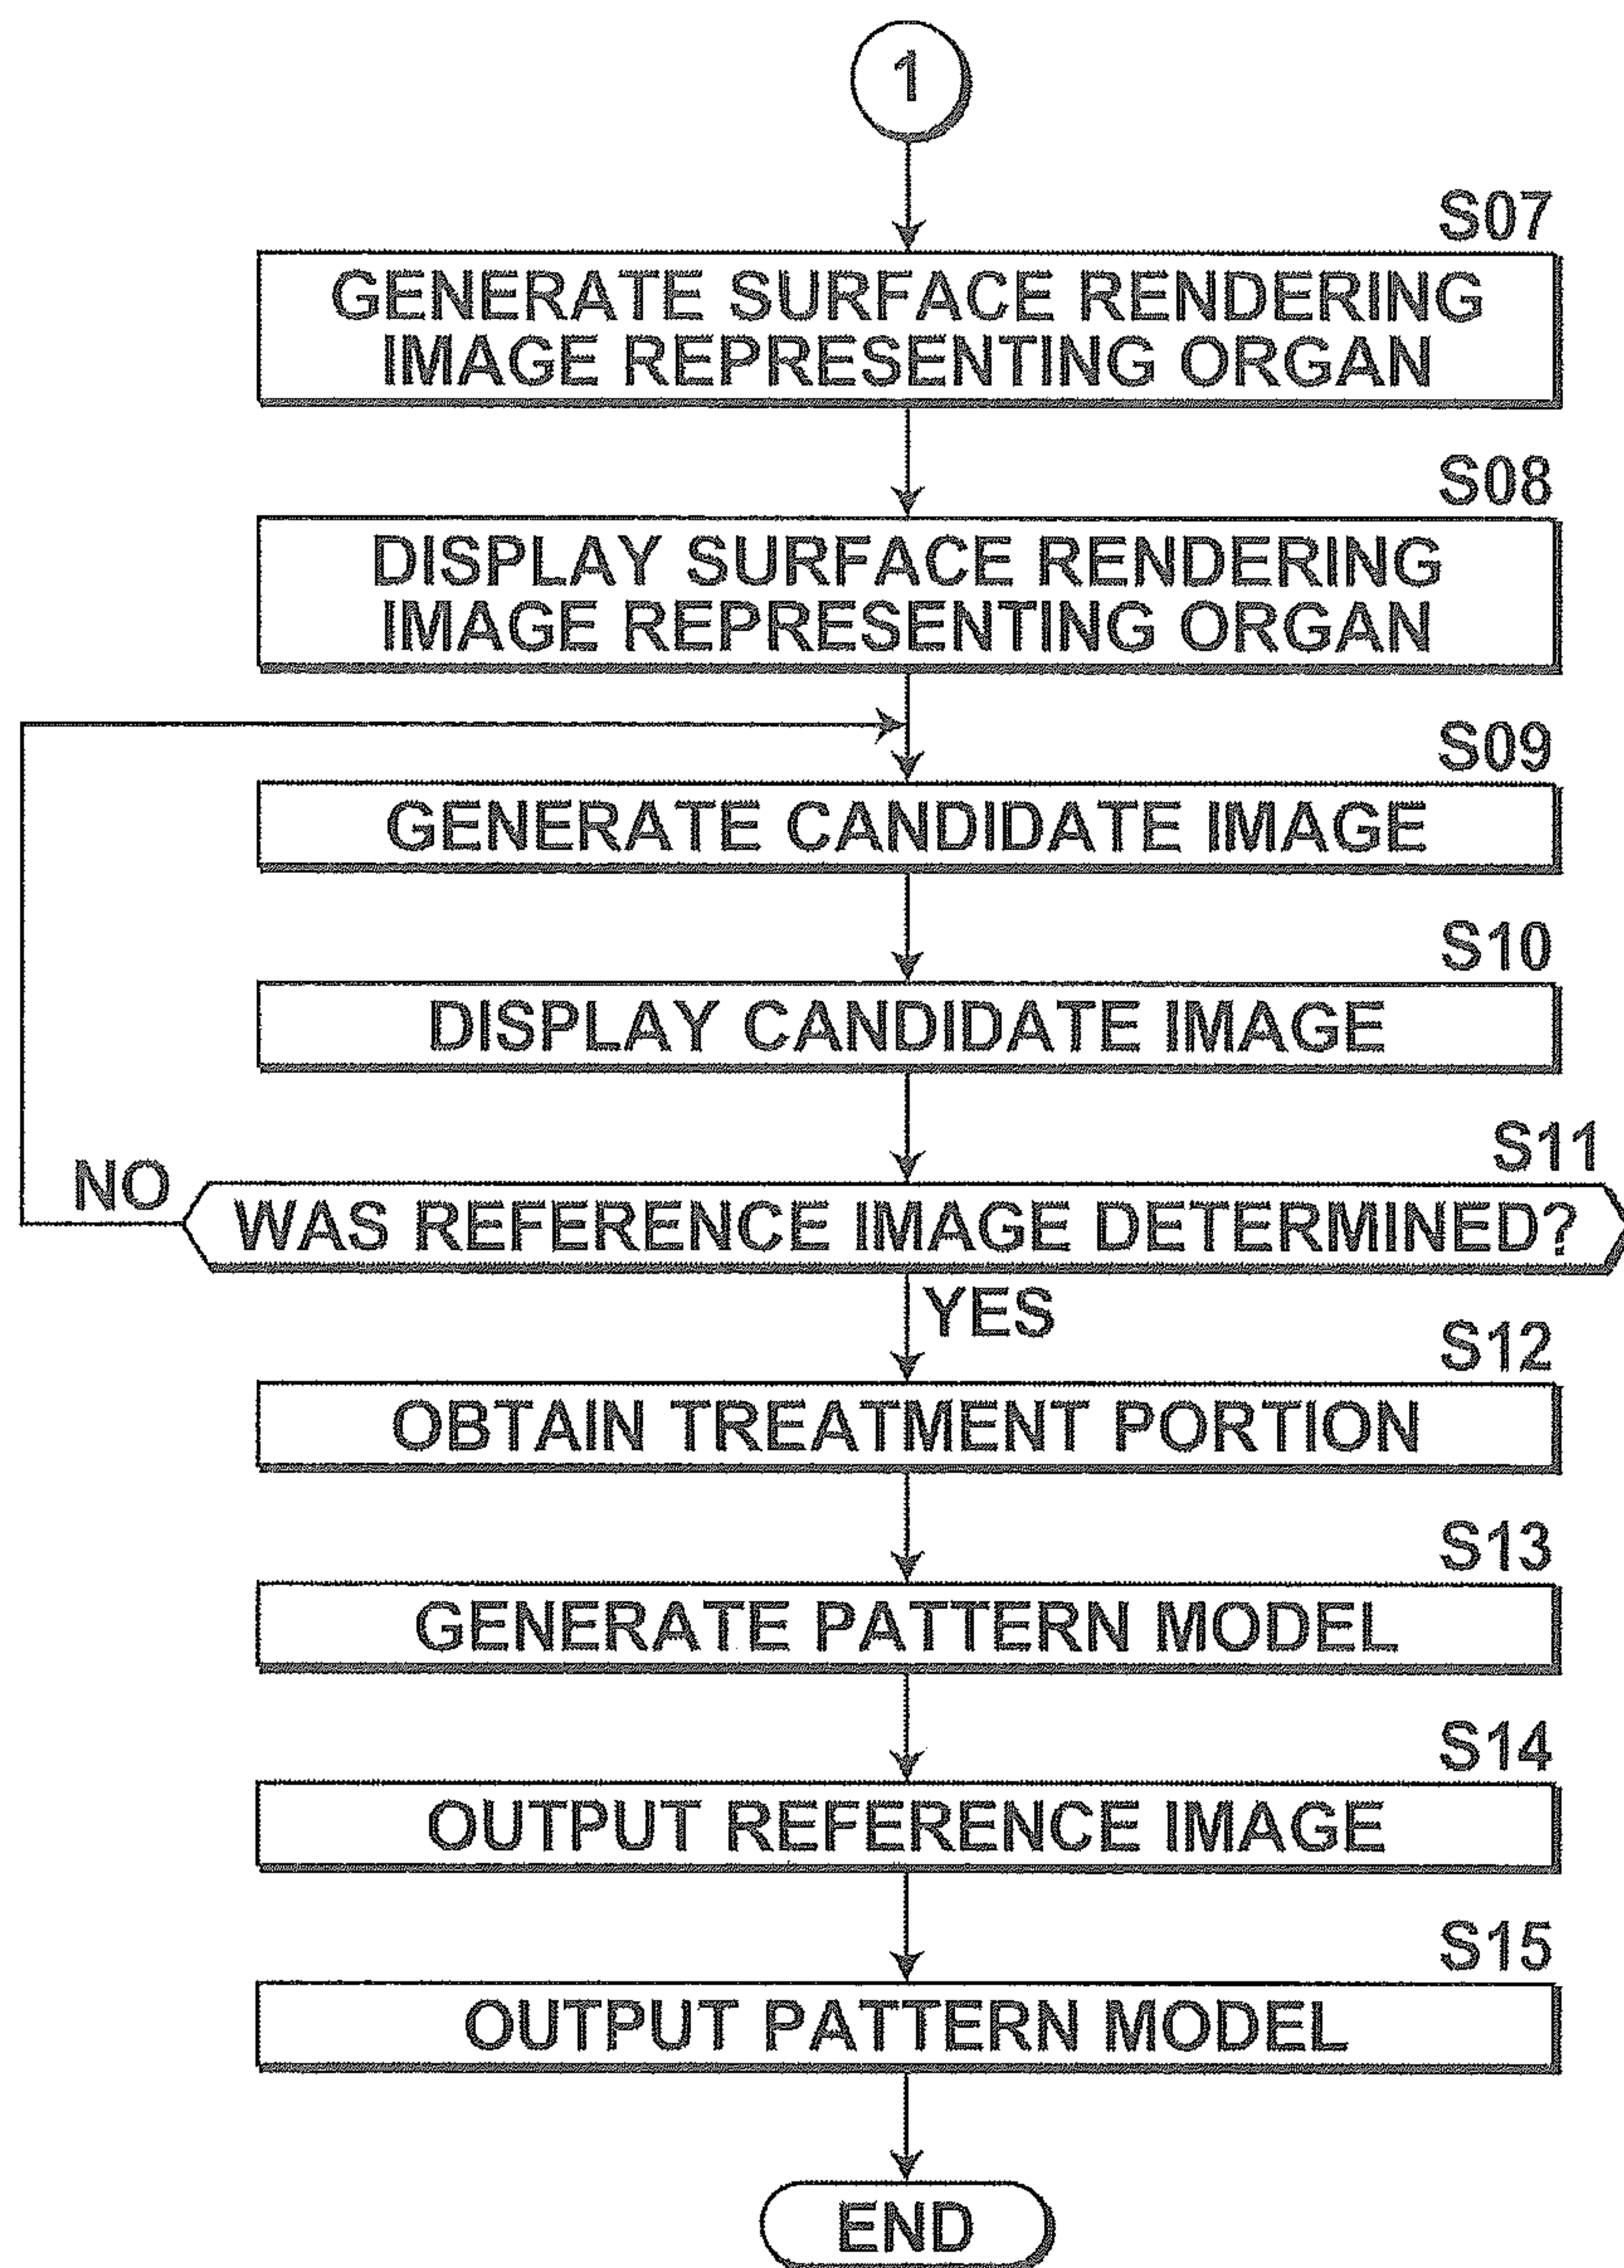 1
S07
GENERATE SURFACE RENDERING
IMAGE REPRESENTING ORGAN
S08
DISPLAY SURFACE RENDERING
IMAGE REPRESENTING ORGAN
S09
GENERATE CANDIDATE IMAGE
S10
DISPLAY CANDIDATE IMAGE
S11
NO
WAS REFERENCE IMAGE DETERMINED?
YES
S12
OBTAIN TREATMENT PORTION
S13
GENERATE PATTERN MODEL
S14
OUTPUT REFERENCE IMAGE
S15
OUTPUT PATTERN MODEL
END